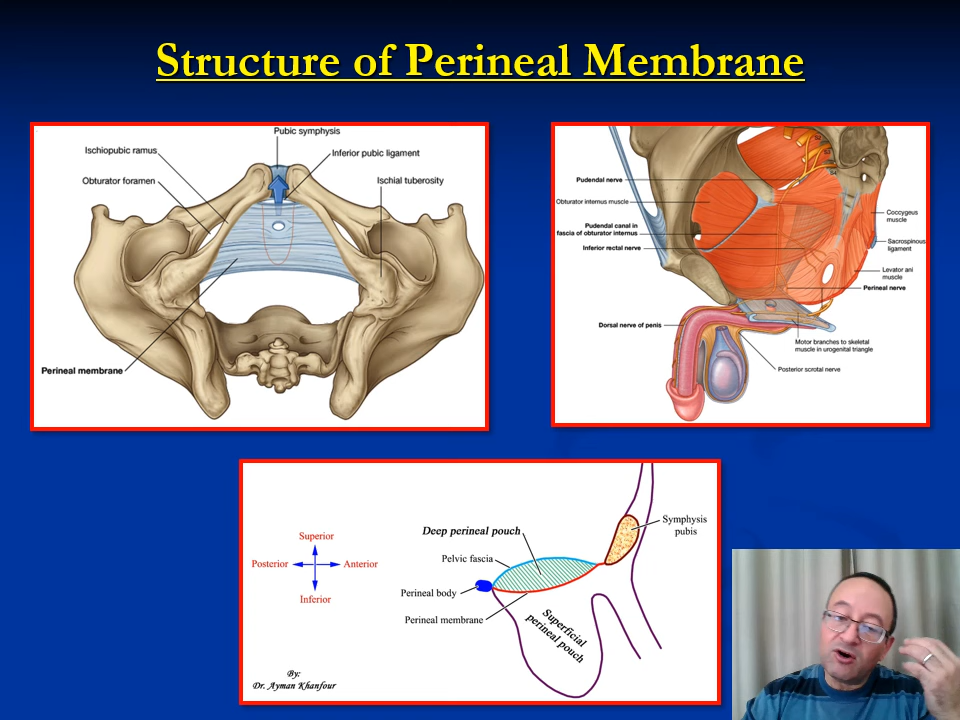 Structure of Perineal Membrane
Pubic symphysis
Ischiopubic ramus
Inferior pubic ligament
Obturator foramen
Ischial tuberosity
Perineal membrane
Pudendal nerve
Obturator internus muscle
Pudendal canal in
fascia of obturator internus
Inferior rectal nerve
Coccygeus
muscle
Sacrospinous
ligament
Levator ani
muscle
Perineal nerve
Dorsal nerve of penis
Motor branches to skeletal
muscle in urogenital triangle
Posterior scrotal nerve
Superior
Posterior
Anterior
Inferior
Deep perineal pouch
Pelvic fascia
Perineal body
Perineal membrane
Symphysis
pubis
Superficial
perineal pouch
By:
Dr. Ayman Khanfour